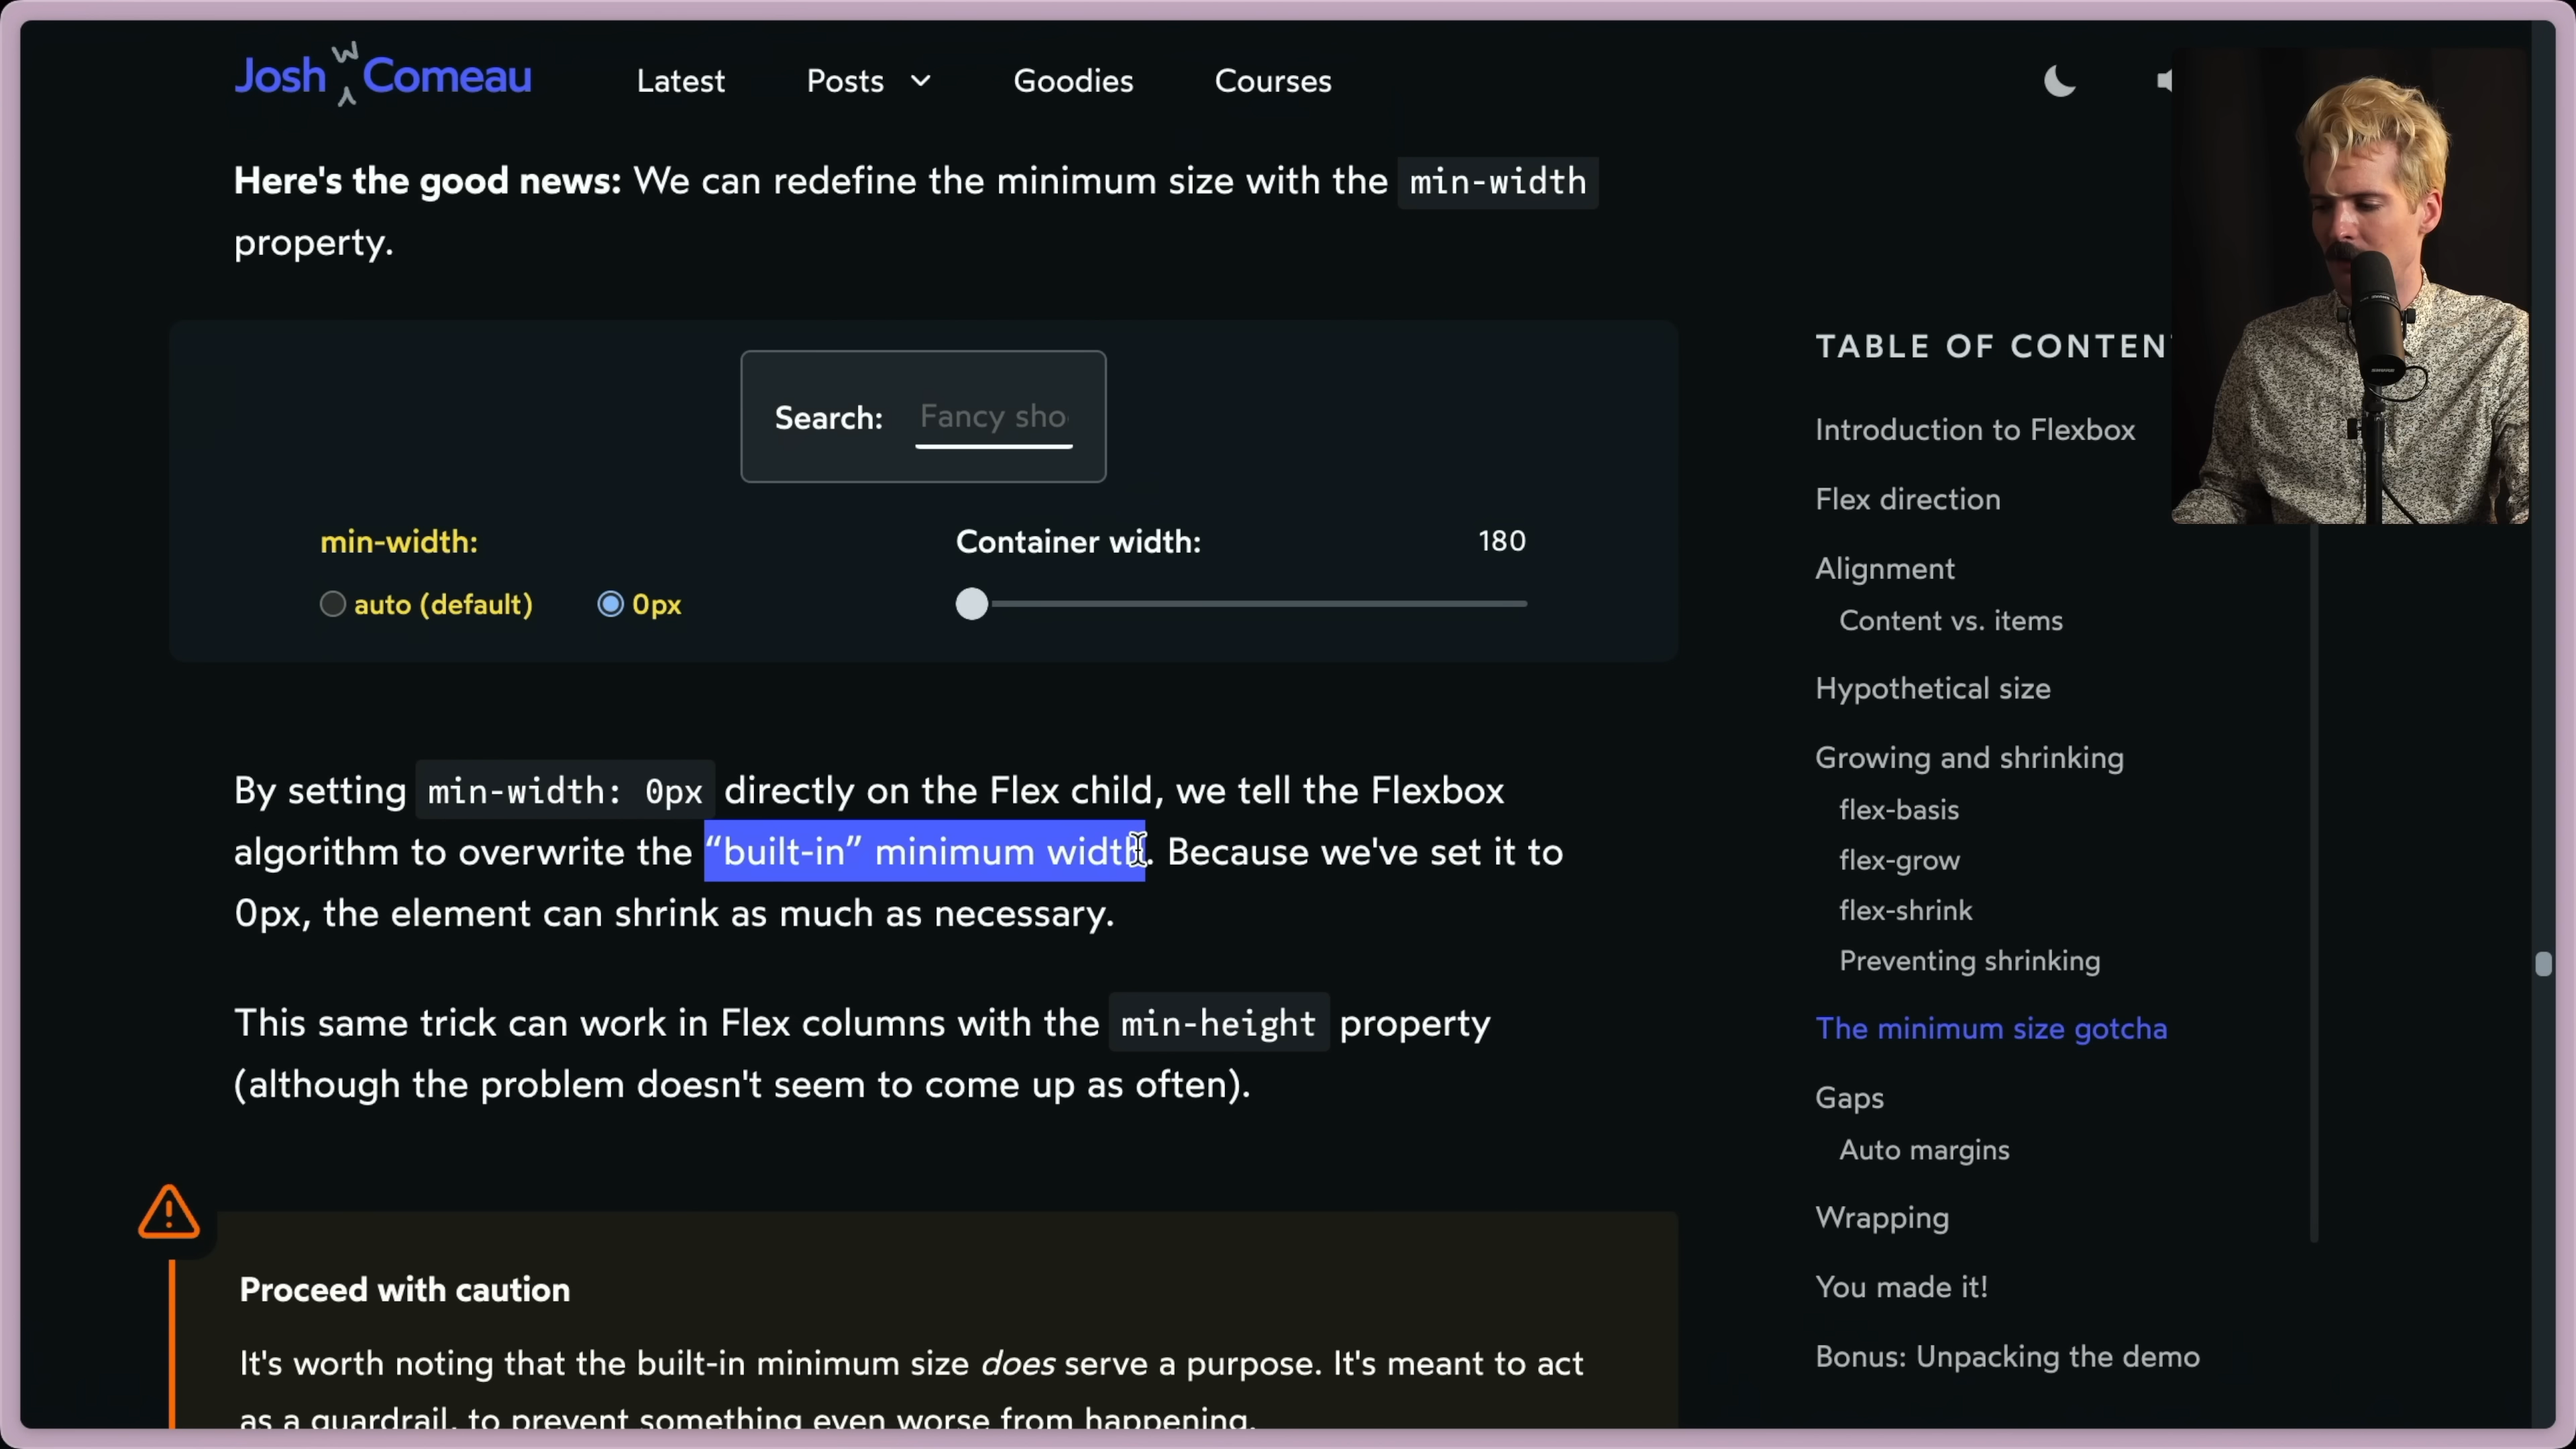 Josh W Comeau
Latest
Posts
Goodies
Courses
Here's the good news: We can redefine the minimum size with the min-width
property.
Search: Fancy sho
min-width:
auto (default)
0px
Container width:
180
By setting min-width: 0px directly on the Flex child, we tell the Flexbox
algorithm to overwrite the “built-in” minimum width. Because we've set it to
0px, the element can shrink as much as necessary.
This same trick can work in Flex columns with the min-height property
(although the problem doesn't seem to come up as often).
Proceed with caution
It's worth noting that the built-in minimum size does serve a purpose. It's meant to act
as a guardrail, to prevent something even worse from happening.
TABLE OF CONTEN
Introduction to Flexbox
Flex direction
Alignment
Content vs. items
Hypothetical size
Growing and shrinking
flex-basis
flex-grow
flex-shrink
Preventing shrinking
The minimum size gotcha
Gaps
Auto margins
Wrapping
You made it!
Bonus: Unpacking the demo